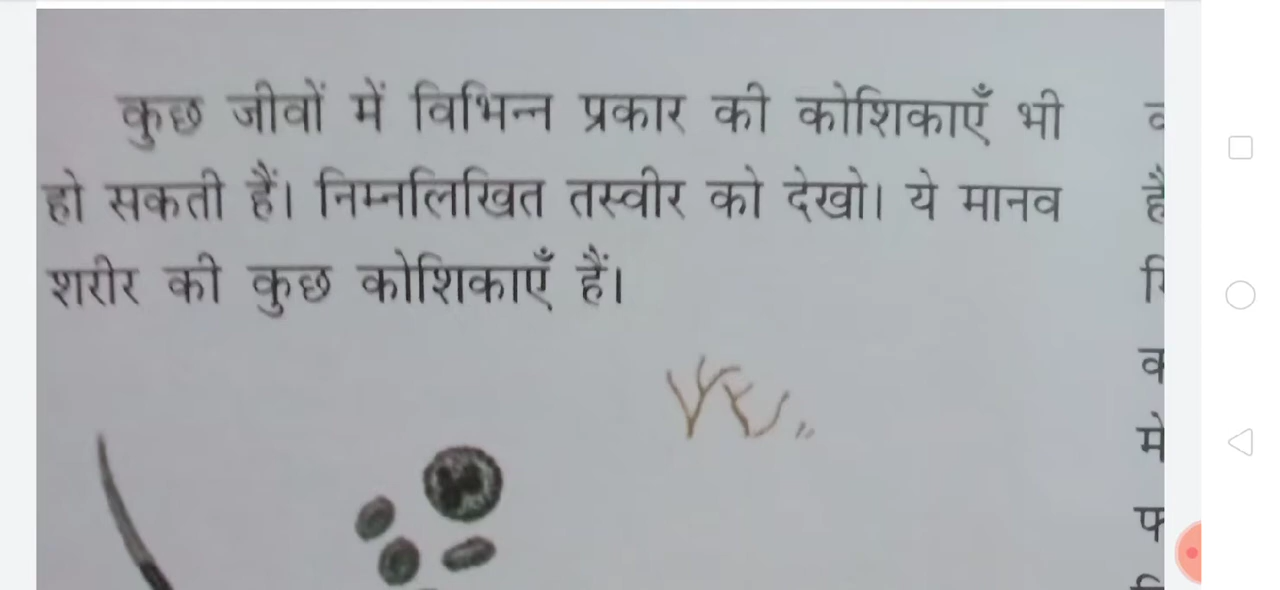 कुछ जीवों में विभिन्न प्रकार की कोशिकाएँ भी
हो सकती हैं। निम्नलिखित तस्वीर को देखो। ये मानव
शरीर की कुछ कोशिकाएँ हैं।